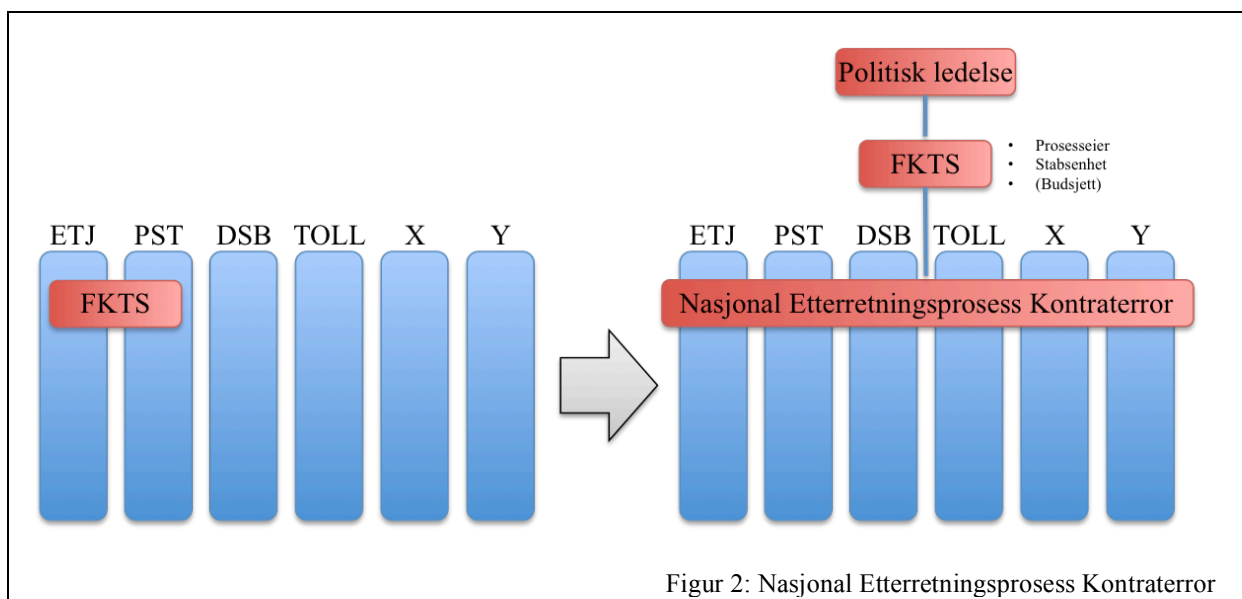 ETJ PST DSB TOLL X Y
FKTS
Politisk ledelse
FKTS
• Prosesseier
• Stabsenhet
• (Budsjett)
ETJ PST DSB TOLL X Y
Nasjonal Etterretningsprosess Kontraterror
Figur 2: Nasjonal Etterretningsprosess Kontraterror